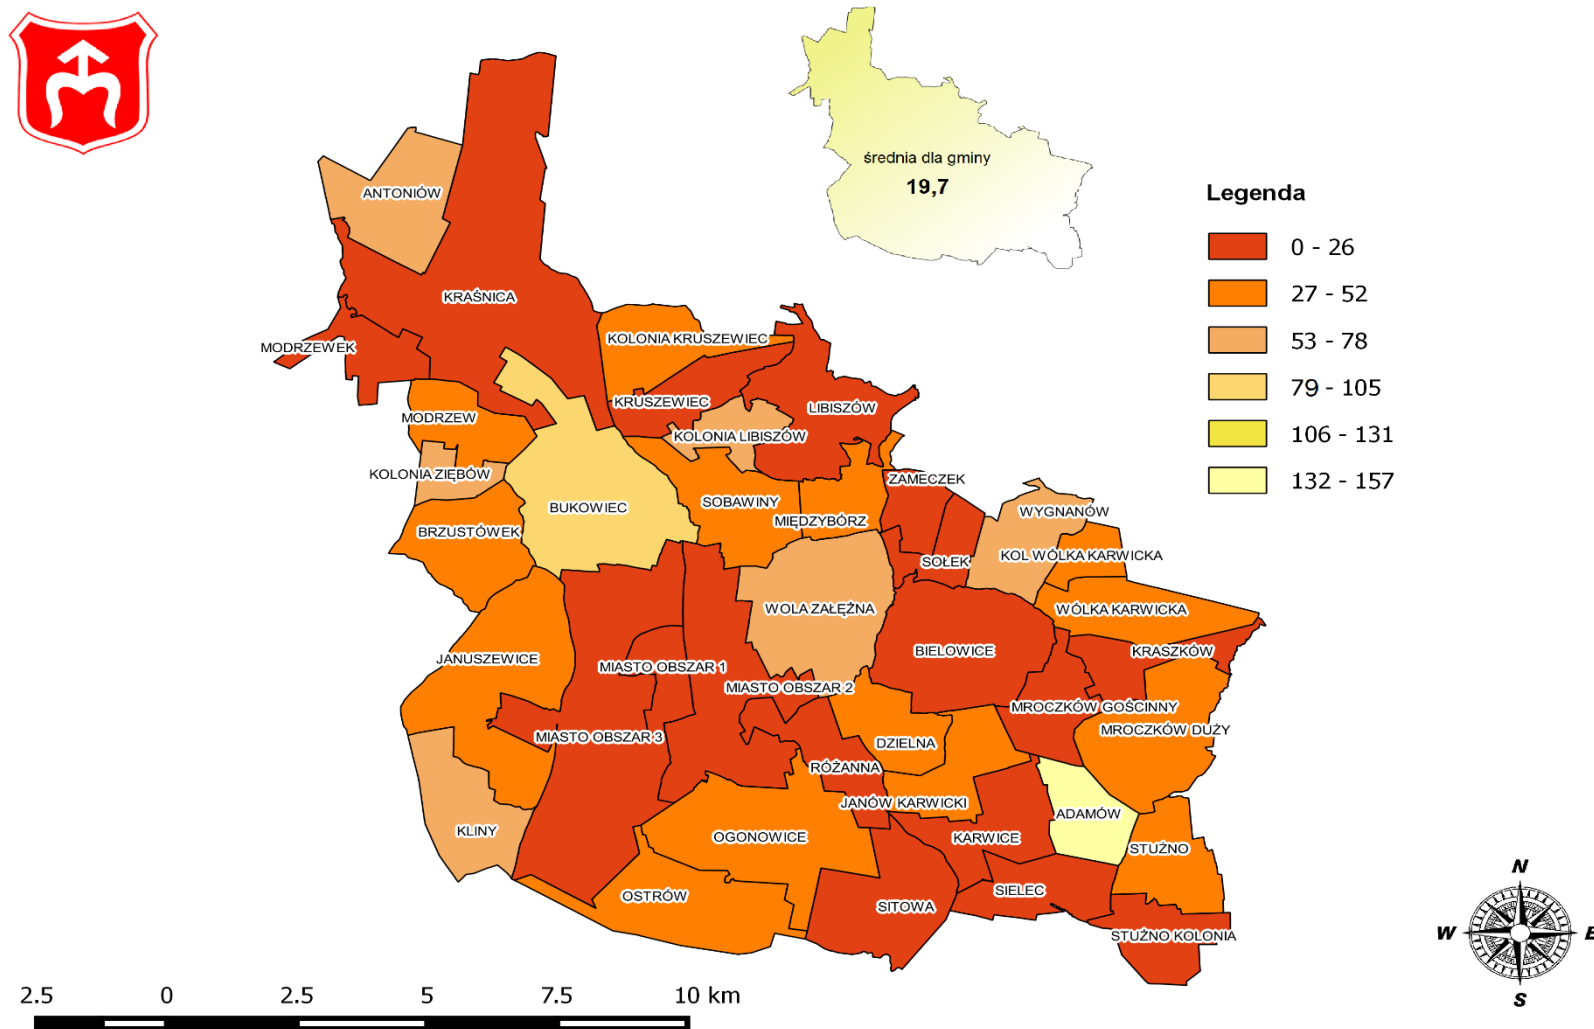 średnia dla gminy
19,7
Legenda
0 - 26
27 - 52
53 - 78
79 - 105
106 - 131
132 - 157
ANTONIÓW
KRAŚNICA
MODRZEWEK
KOLONIA KRUSZEWIEC
KRUSZEWIEC
LIBISZÓW
MODRZEW
KOLONIA LIBISZÓW
KOLONIA ZIĘBÓW
ZAMECZEK
BUKOWIEC
SOBAWINY
MIĘDZYBÓRZ
WYGNANÓW
BRZUSTÓWEK
SOŁEK
KOL WÓLKA KARWICKA
WOLA ZAŁĘŻNA
WÓLKA KARWICKA
JANUSZEWICE
MIASTO OBSZAR 1
BIELOWICE
KRASZKÓW
MIASTO OBSZAR 2
MROCZKÓW GOŚCINNY
MIASTO OBSZAR 3
DZIELNA
MROCZKÓW DUŻY
RÓŻANNA
JANÓW KARWICKI
ADAMÓW
KLINY
OGONOWICE
KARWICE
STUŻNO
OSTRÓW
SITOWA
SIELEC
STUŻNO KOLONIA
N
W E
S
2.5 0 2.5 5 7.5 10 km